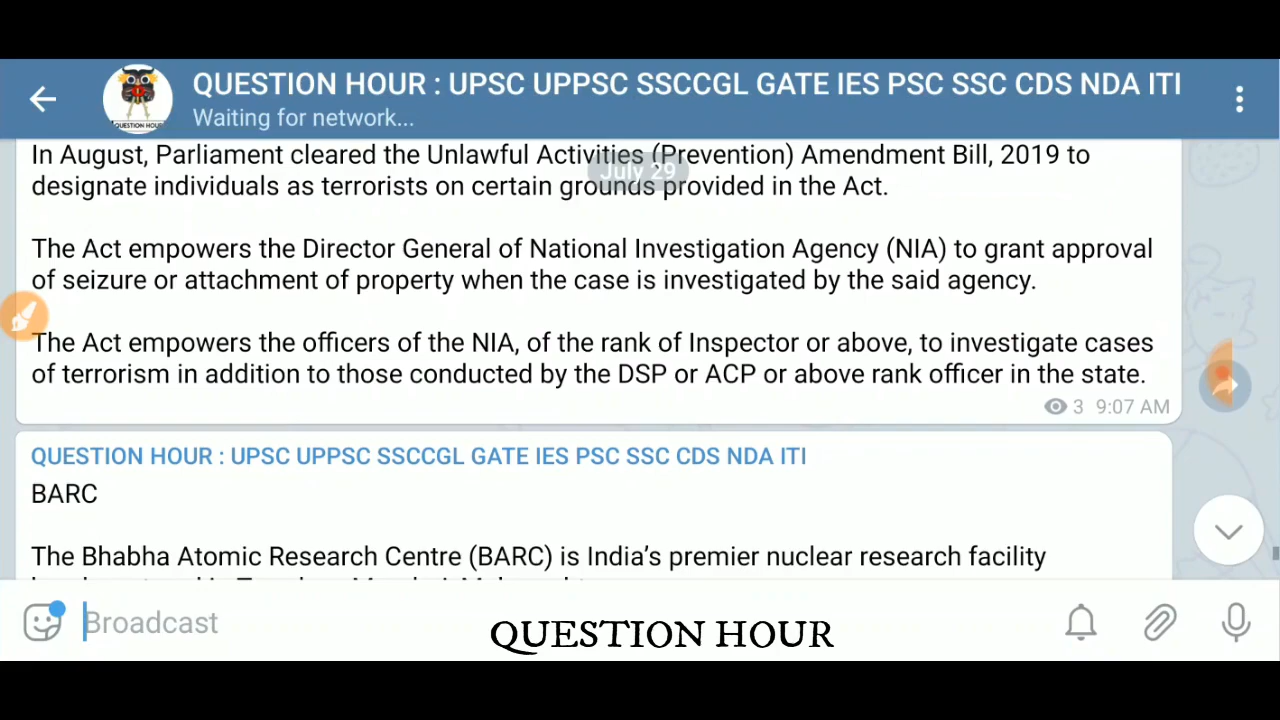 QUESTION HOUR : UPSC UPPSC SSCCGL GATE IES PSC SSC CDS NDA ITI
QUESTION HOUR
Waiting for network...
In August, Parliament cleared the Unlawful Activities (Prevention) Amendment Bill, 2019 to
July 29
designate individuals as terrorists on certain grounds provided in the Act.
The Act empowers the Director General of National Investigation Agency (NIA) to grant approval
of seizure or attachment of property when the case is investigated by the said agency.
The Act empowers the officers of the NIA, of the rank of Inspector or above, to investigate cases
of terrorism in addition to those conducted by the DSP or ACP or above rank officer in the state.
3 9:07 AM
QUESTION HOUR : UPSC UPPSC SSCCGL GATE IES PSC SSC CDS NDA ITI
BARC
The Bhabha Atomic Research Centre (BARC) is India's premier nuclear research facility
Broadcast
QUESTION HOUR